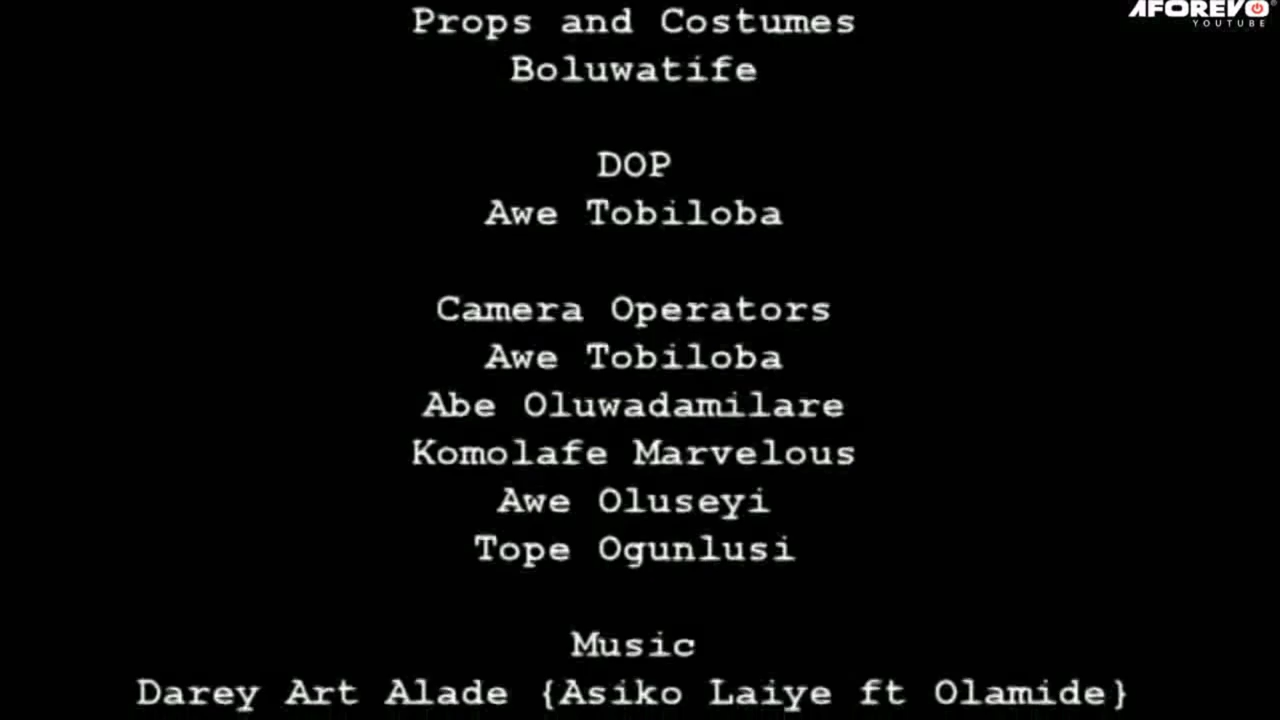 AFOREVO
YOUTUBE
Props and Costumes
Boluwatife
DOP
Awe Tobiloba
Camera Operators
Awe Tobiloba
Abe Oluwadamilare
Komolafe Marvelous
Awe Oluseyi
Tope Ogunlusi
Music
Darey Art Alade {Asiko Laiye ft Olamide}